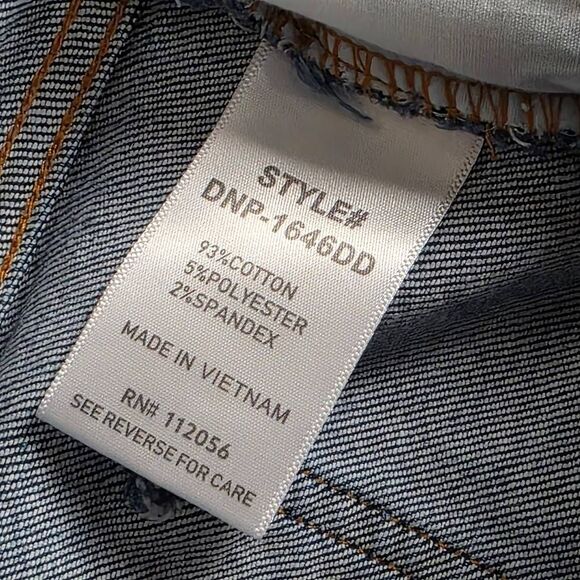 STYLE#
DNP-1646DD
93%COTTON
5%POLYESTER
2%SPANDEX
MADE IN VIETNAM
RN# 112056
SEE REVERSE FOR CARE